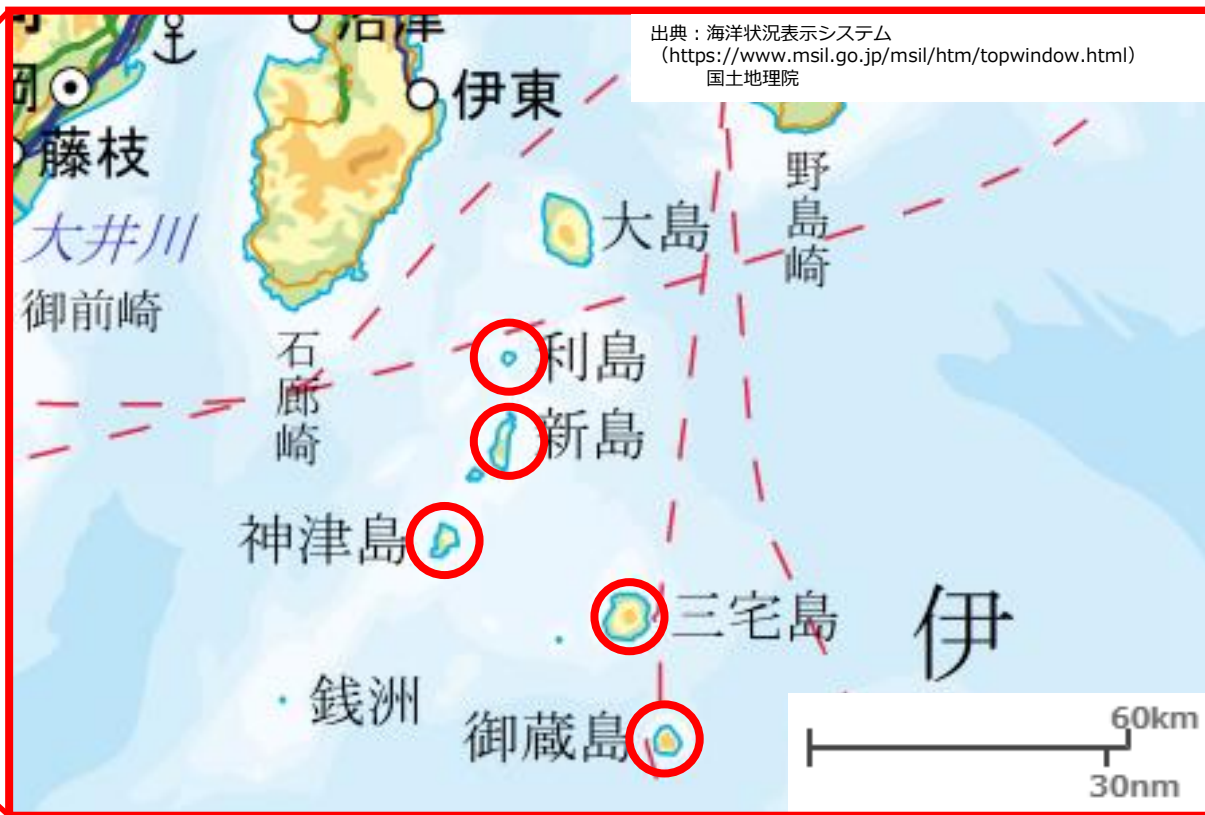 出典：海洋状況表示システム
（https://www.msil.go.jp/msil/htm/topwindow.html）
国土地理院
沼津
伊東
藤枝
大井川
御前崎
石廊崎
野島崎
大島
利島
新島
神津島
三宅島
伊
銭洲
御蔵島
60km
30nm